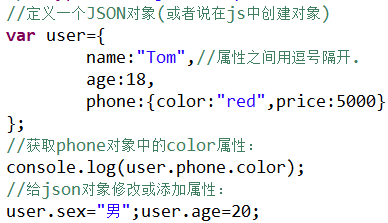 //定义一个JSON对象(或者说在js中创建对象)
var user={
name:"Tom",//属性之间用逗号隔开.
age:18,
phone:{color:"red",price:5000}
};
//获取phone对象中的color属性:
console.log(user.phone.color);
//给json对象修改或添加属性:
user.sex="男";user.age=20;